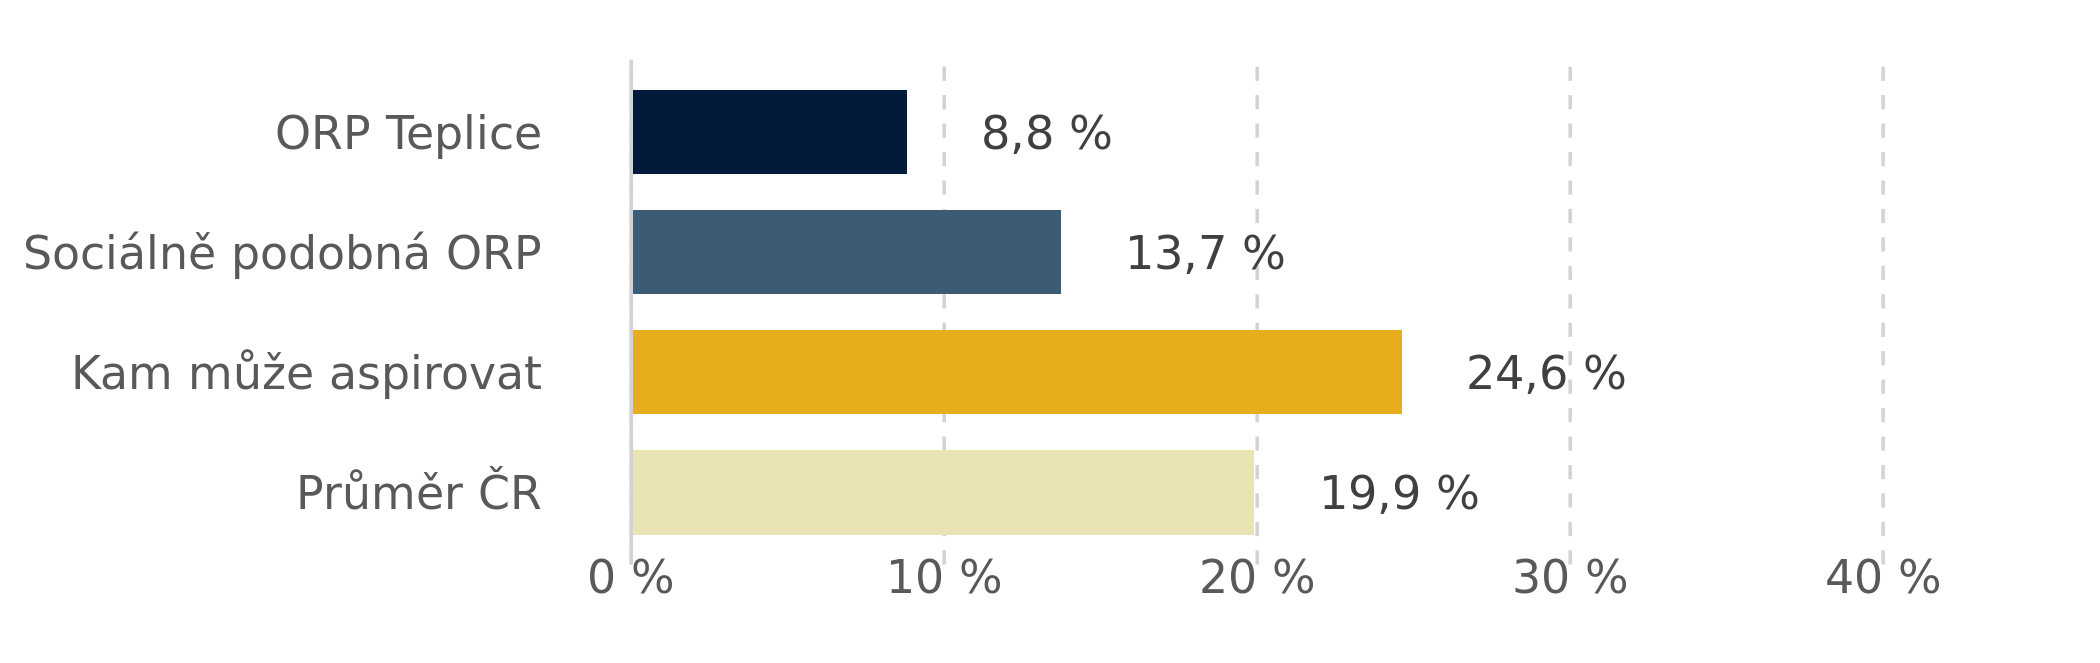 ORP Teplice 8,8 %
Sociálně podobná ORP 13,7 %
Kam může aspirovat 24,6 %
Průměr ČR 19,9 %
0 % 10 % 20 % 30 % 40 %